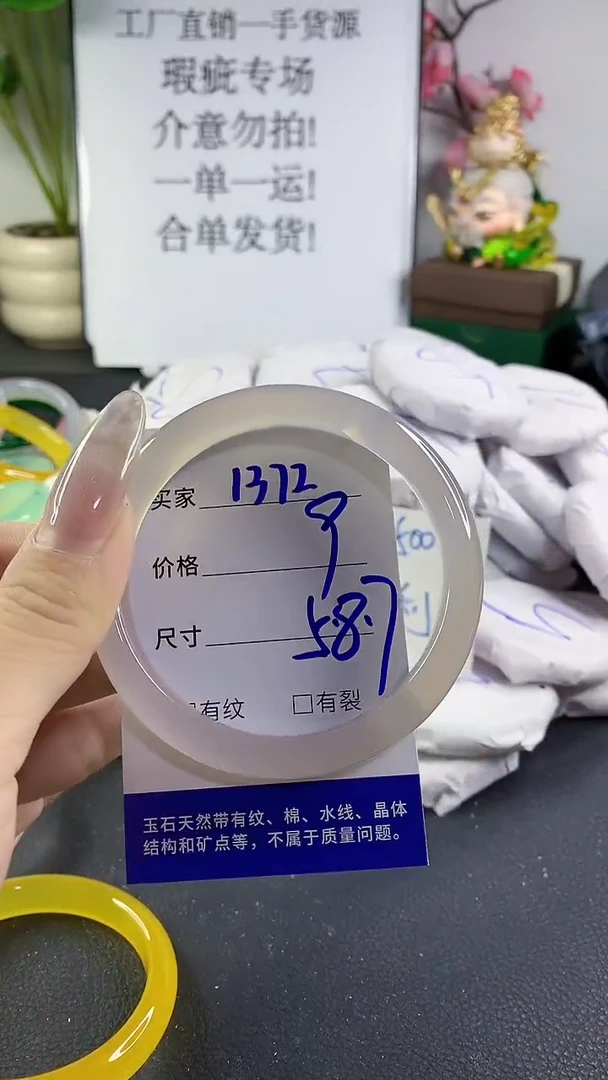 工厂直销一手货源
瑕疵专场
介意勿拍!
一单一运!
合单发货!
买家 1372
价格 9
尺寸 58.7
有纹 □有裂
500
玉石天然带有纹、棉、水线、晶体
结构和矿点等，不属于质量问题。